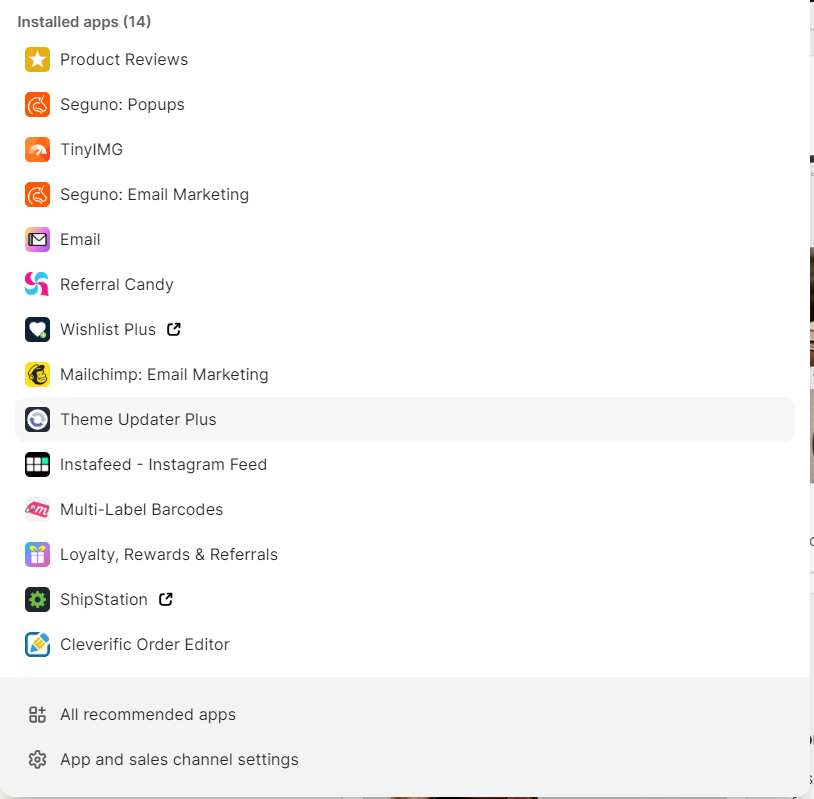 Installed apps (14)
Product Reviews
Seguno: Popups
TinyIMG
Seguno: Email Marketing
Email
Referral Candy
Wishlist Plus
Mailchimp: Email Marketing
Theme Updater Plus
Instafeed - Instagram Feed
Multi-Label Barcodes
Loyalty, Rewards & Referrals
ShipStation
Cleverific Order Editor
All recommended apps
App and sales channel settings